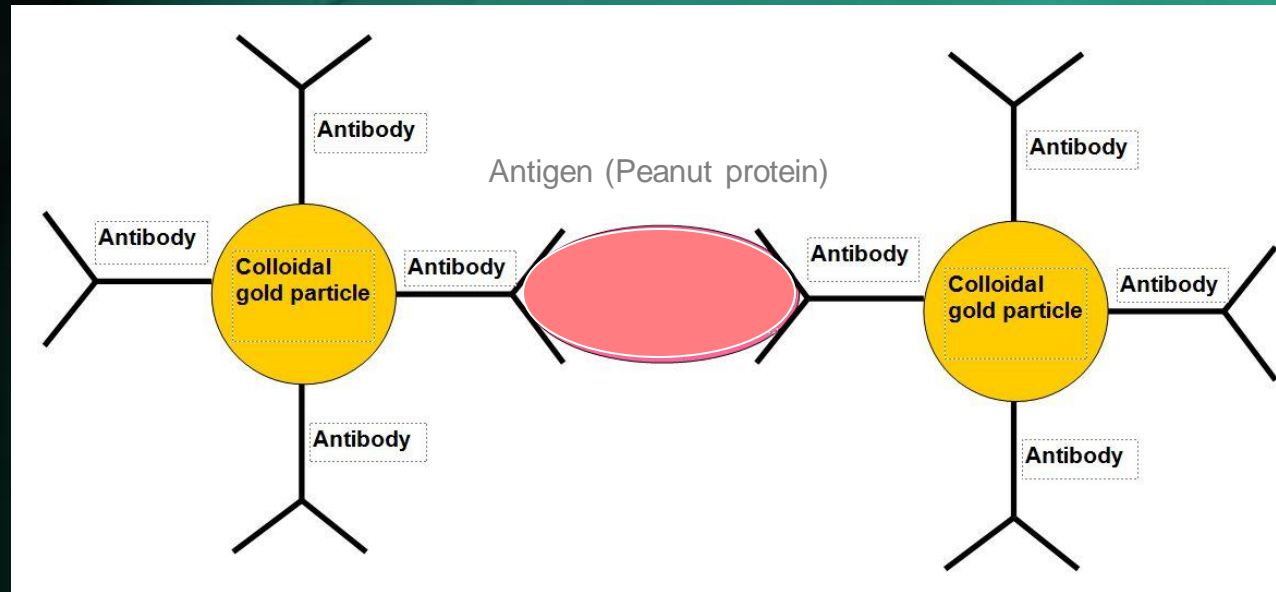 Antibody
Antibody
Antigen (Peanut protein)
Antibody
Colloidal
gold particle
Antibody
Antibody
Colloidal
gold particle
Antibody
Antibody
Antibody